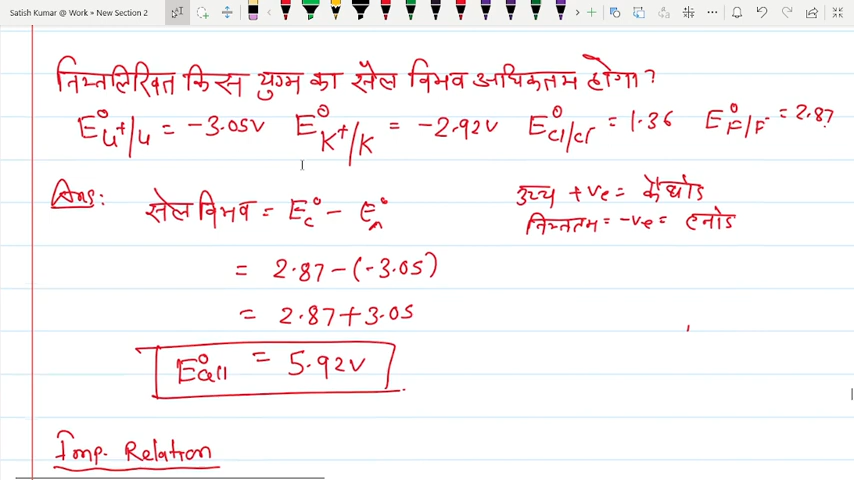 Satish Kumar @ Work » New Section 2
निम्नलिखित किस युग्म का सैल विभव अधिकतम होगा?
E°Li+/Li = -3.05V E°K+/K = -2.92V E°Cl/Cl- = 1.36 E°F/F- = 2.87
Ans:
सेल विभव = E°c - E°n
उच्च +ve = कैथोड
निम्नतम = -ve = एनोड
= 2.87-(-3.05)
= 2.87+3.05
E°Cell = 5.92V
Imp. Relation